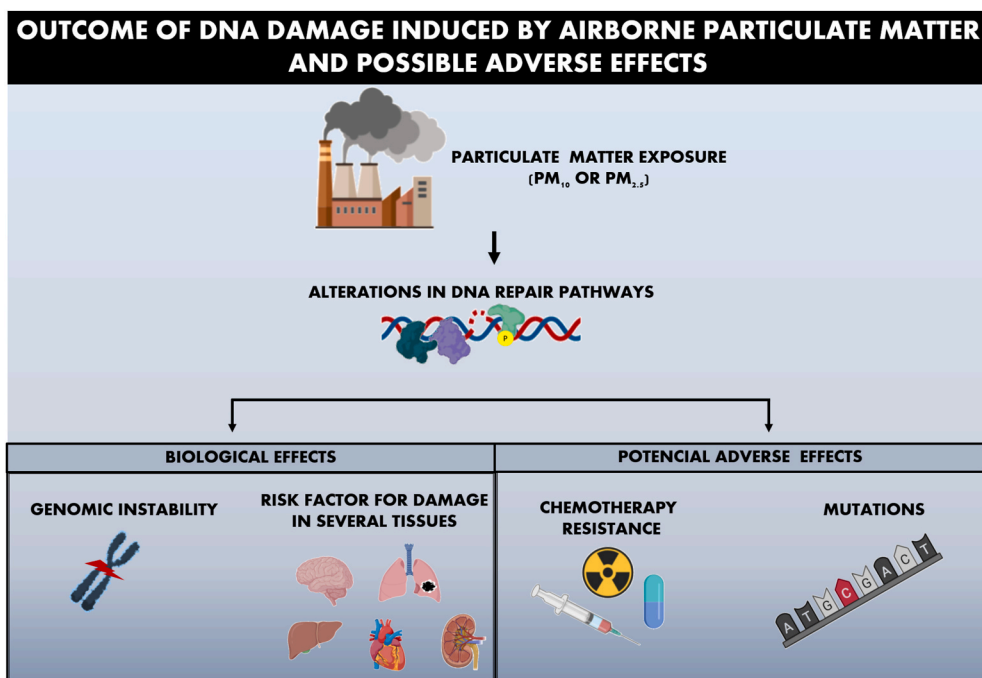 OUTCOME OF DNA DAMAGE INDUCED BY AIRBORNE PARTICULATE MATTER
AND POSSIBLE ADVERSE EFFECTS
PARTICULATE MATTER EXPOSURE
(PM₁₀ OR PM₂.₅)
ALTERATIONS IN DNA REPAIR PATHWAYS
P
BIOLOGICAL EFFECTS
POTENCIAL ADVERSE EFFECTS
GENOMIC INSTABILITY
RISK FACTOR FOR DAMAGE
IN SEVERAL TISSUES
CHEMOTHERAPY
RESISTANCE
MUTATIONS
A T G C G A C T